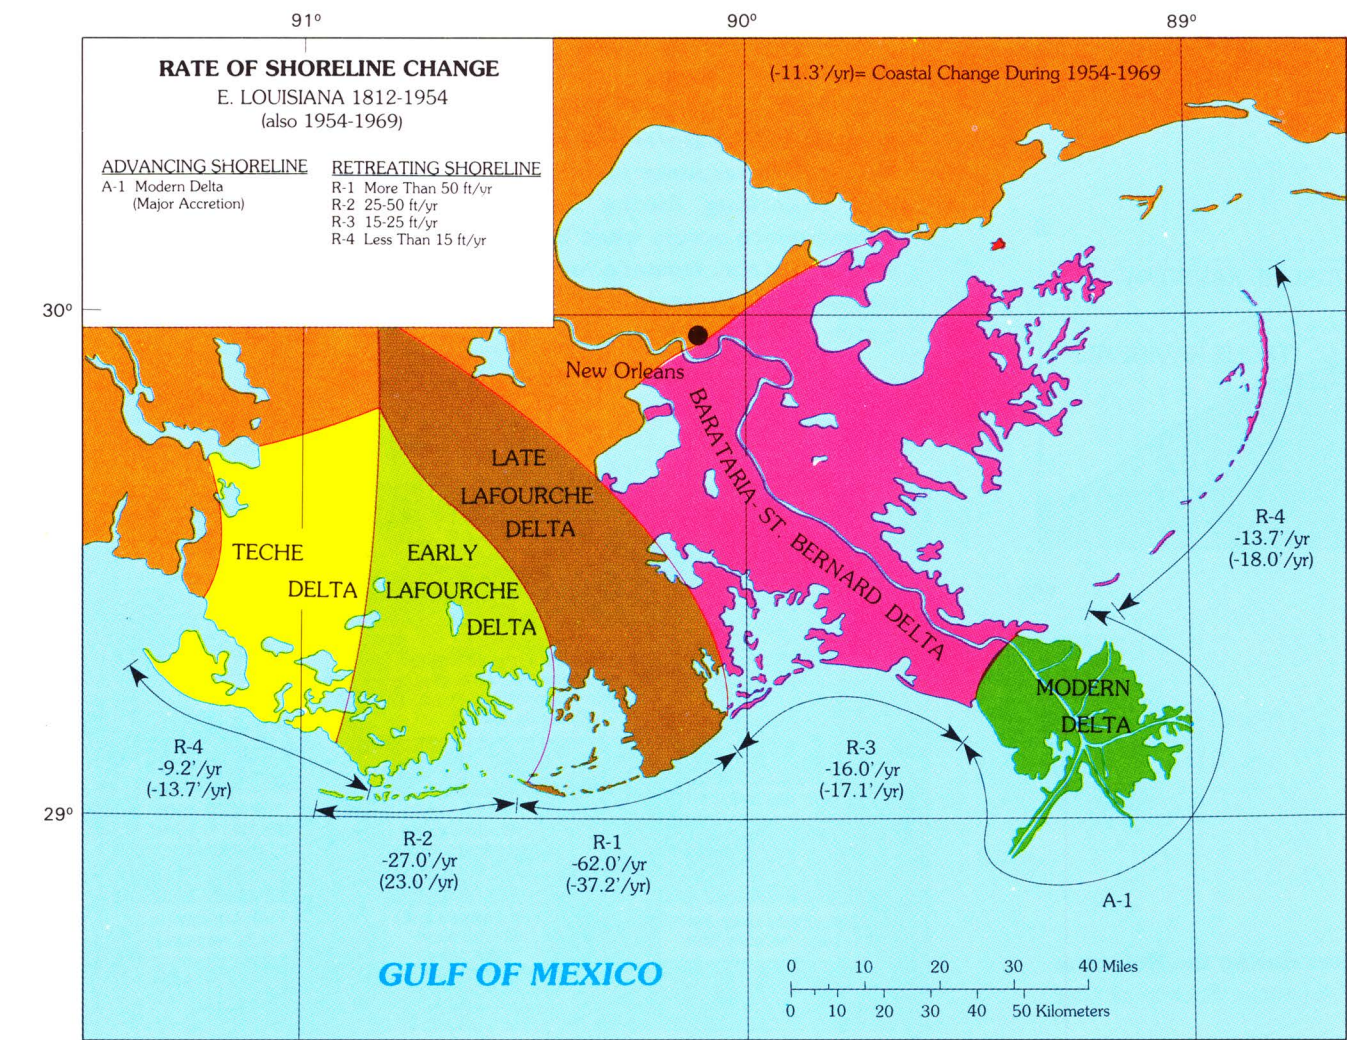 91° 90° 89°
RATE OF SHORELINE CHANGE
E. LOUISIANA 1812-1954
(also 1954-1969)
ADVANCING SHORELINE
A-1 Modern Delta
(Major Accretion)
RETREATING SHORELINE
R-1 More Than 50 ft/yr
R-2 25-50 ft/yr
R-3 15-25 ft/yr
R-4 Less Than 15 ft/yr
(-11.3'/yr)= Coastal Change During 1954-1969
30°
New Orleans
BARATARIA- ST. BERNARD DELTA
LATE
LAFOURCHE
DELTA
TECHE
DELTA
EARLY
LAFOURCHE
DELTA
R-4
-13.7'/yr
(-18.0'/yr)
MODERN
DELTA
R-4
-9.2'/yr
(-13.7'/yr)
R-3
-16.0'/yr
(-17.1'/yr)
29°
R-2
-27.0'/yr
(23.0'/yr)
R-1
-62.0'/yr
(-37.2'/yr)
A-1
GULF OF MEXICO
0 10 20 30 40 Miles
0 10 20 30 40 50 Kilometers